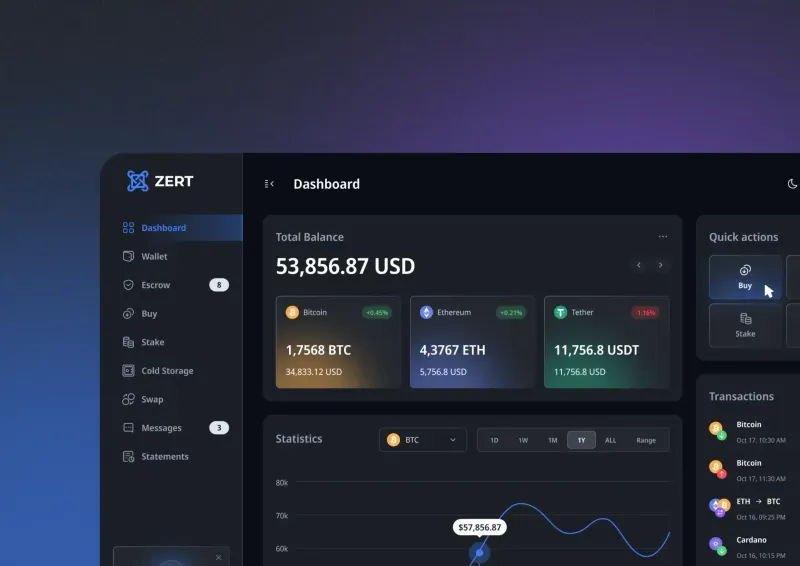 ZERT
Dashboard
Wallet
Escrow 8
Buy
Stake
Cold Storage
Swap
Messages 3
Statements
Dashboard
Total Balance
53,856.87 USD
Bitcoin +0.45%
1,7568 BTC
34,833.12 USD
Ethereum +0.21%
4,3767 ETH
5,756.8 USD
Tether -1.16%
11,756.8 USDT
11,756.8 USD
Statistics
BTC
1D 1W 1M 1Y ALL Range
80k
70k
60k
$57,856.87
Quick actions
Buy
Stake
Transactions
Bitcoin
Oct 17, 10:30 AM
Bitcoin
Oct 17, 11:30 AM
ETH → BTC
Oct 16, 09:25 PM
Cardano
Oct 16, 10:15 PM